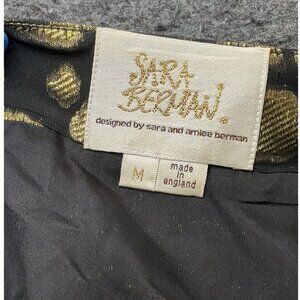 SARA
BERMAN
designed by sara and amiee berman
M
made
in
england